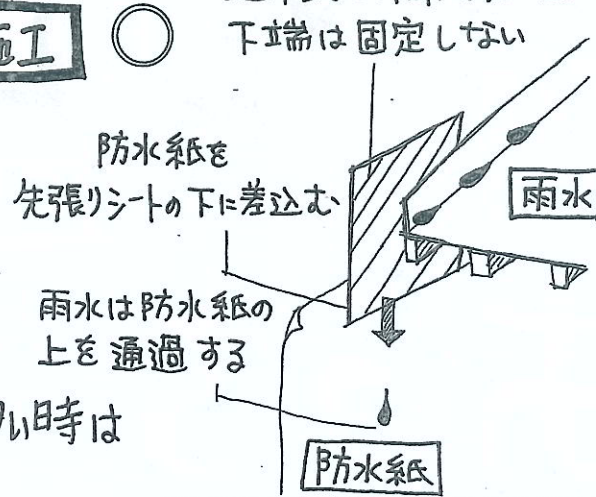 施工
下端は固定しない
防水紙を
先張りシートの下に差込む
雨水
雨水は防水紙の
上を通過する
い時は
防水紙